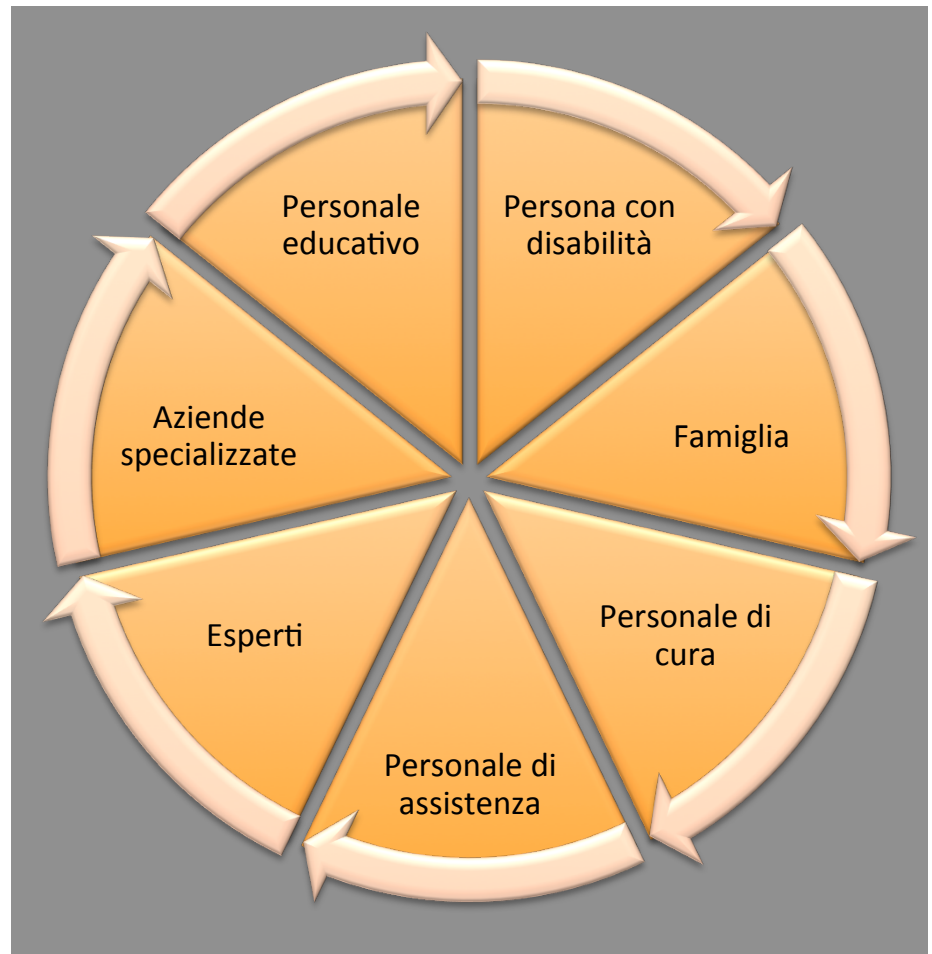 Persona con
disabilità
Famiglia
Personale di
cura
Personale di
assistenza
Esperti
Aziende
specializzate
Personale
educativo